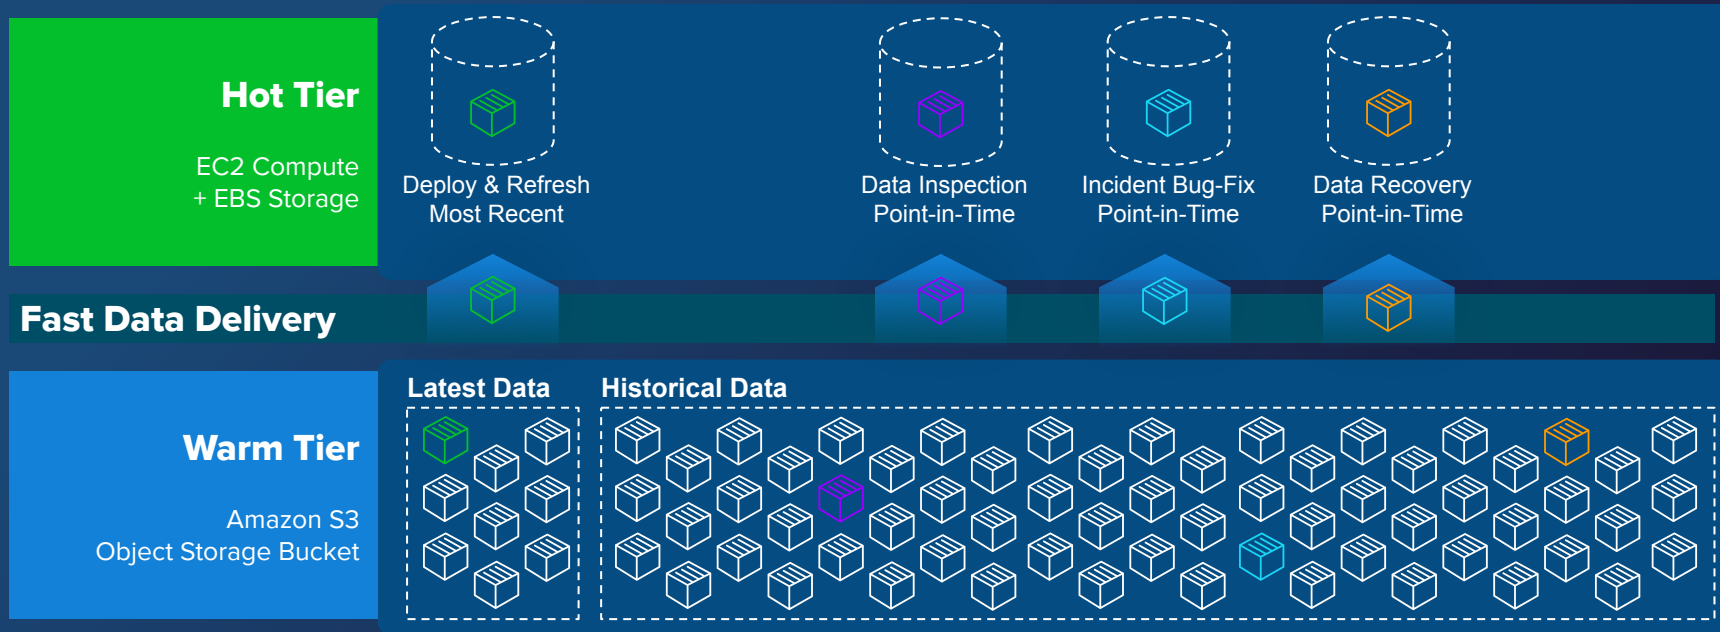 Hot Tier
EC2 Compute
+ EBS Storage
Deploy & Refresh
Most Recent
Data Inspection
Point-in-Time
Incident Bug-Fix
Point-in-Time
Data Recovery
Point-in-Time
Fast Data Delivery
Warm Tier
Amazon S3
Object Storage Bucket
Latest Data
Historical Data